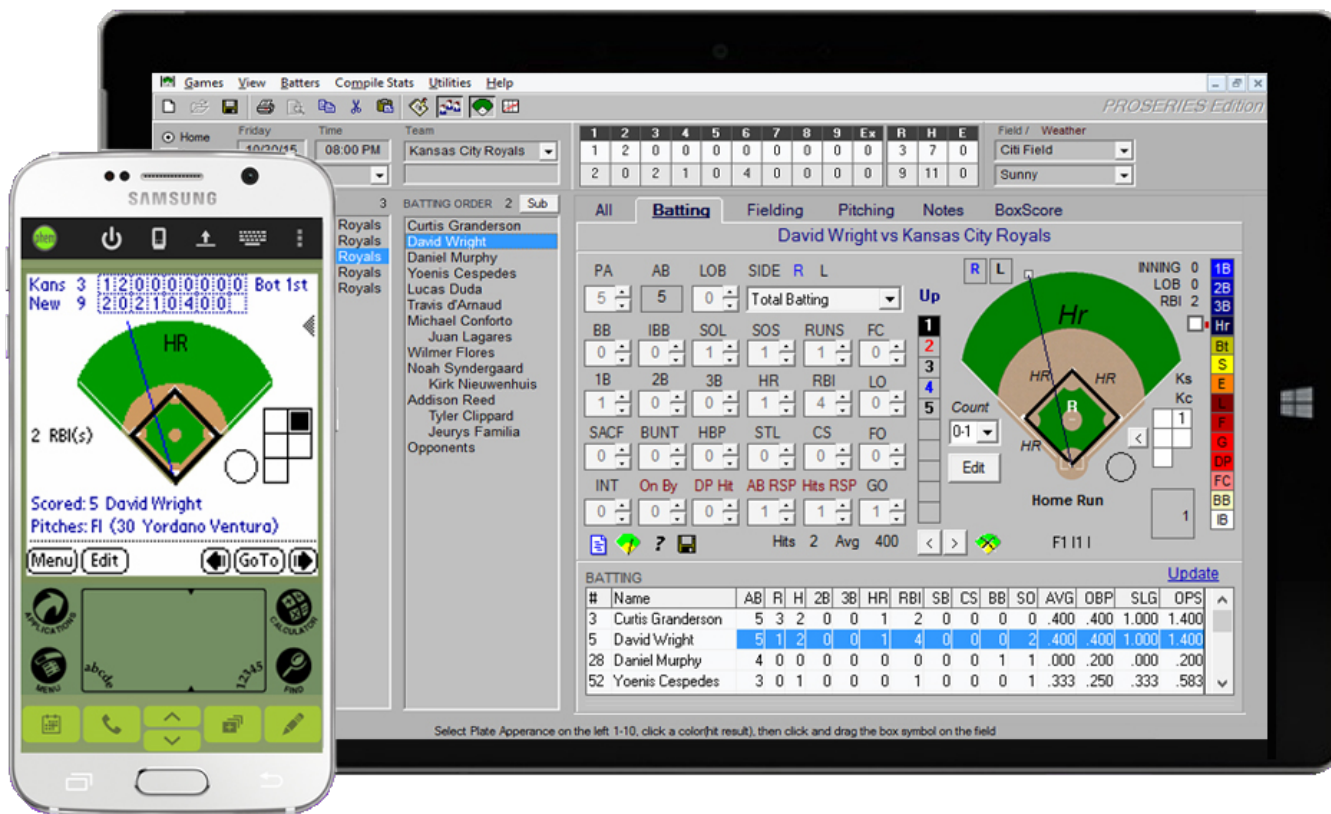 Games View Batters Compile Stats Utilities Help
PROSERIES Edition
Home Friday Time Team
10/30/15 08:00 PM Kansas City Royals
1 2 3 4 5 6 7 8 9 Ex R H E
1 2 0 0 0 0 0 0 0 0 3 7 0
2 0 2 1 0 4 0 0 0 0 9 11 0
Field / Weather
Citi Field
Sunny
3
Royals
Royals
Royals
Royals
Royals
BATTING ORDER 2 Sub
Curtis Granderson
David Wright
Daniel Murphy
Yoenis Cespedes
Lucas Duda
Travis d'Arnaud
Michael Conforto
Juan Lagares
Wilmer Flores
Noah Syndergaard
Kirk Nieuwenhuis
Addison Reed
Tyler Clippard
Jeurys Familia
Opponents
All Batting Fielding Pitching Notes BoxScore
David Wright vs Kansas City Royals
PA AB LOB SIDE R L
5 5 0 Total Batting
BB IBB SOL SOS RUNS FC
0 0 1 1 1 0
1B 2B 3B HR RBI LO
1 0 0 1 4 0
SACF BUNT HBP STL CS FO
0 0 0 0 0 0
INT On By DP Hit AB RSP Hits RSP GO
0 0 0 1 1 1
? Hits 2 Avg 400
Up
1
2
3
4
5
< >
R L
INNING 0
LOB 0
RBI 2
Hr
HR HR
HR
R
Count
0-1
Edit
Home Run
Ks
Kc
1
<
1
F1 I1 I
1B
2B
3B
Hr
Bt
S
E
L
F
G
DP
FC
BB
IB
BATTING Update
# Name AB R H 2B 3B HR RBI SB CS BB SO AVG OBP SLG OPS
3 Curtis Granderson 5 3 2 0 0 1 2 0 0 0 0 .400 .400 1.000 1.400
5 David Wright 5 1 2 0 0 1 4 0 0 0 2 .400 .400 1.000 1.400
28 Daniel Murphy 4 0 0 0 0 0 0 0 0 1 1 .000 .200 .000 .200
52 Yoenis Cespedes 3 0 1 0 0 0 1 0 0 0 1 .333 .250 .333 .583
Select Plate Apperance on the left 1-10, click a color(hit result), then click and drag the box symbol on the field
SAMSUNG
Kans 3 1 2 0 0 0 0 0 0 0 Bot 1st
New 9 2 0 2 1 0 4 0 0
HR
2 RBI(s)
Scored: 5 David Wright
Pitches: FI (30 Yordano Ventura)
Menu Edit GoTo
APPLICATIONS CALCULATOR
abcde 12345
MENU FIND